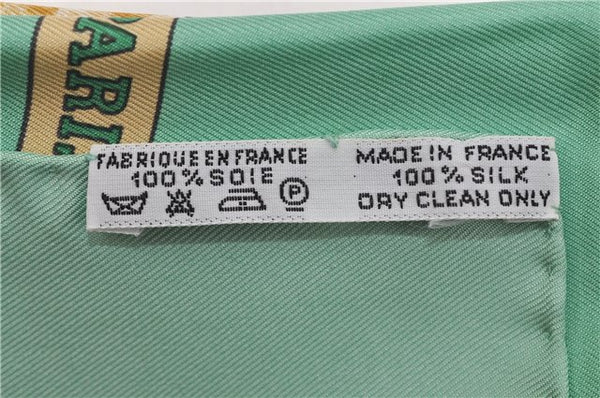 PARI
FABRIQUE EN FRANCE
100% SOIE
P
MADE IN FRANCE
100% SILK
DRY CLEAN ONLY